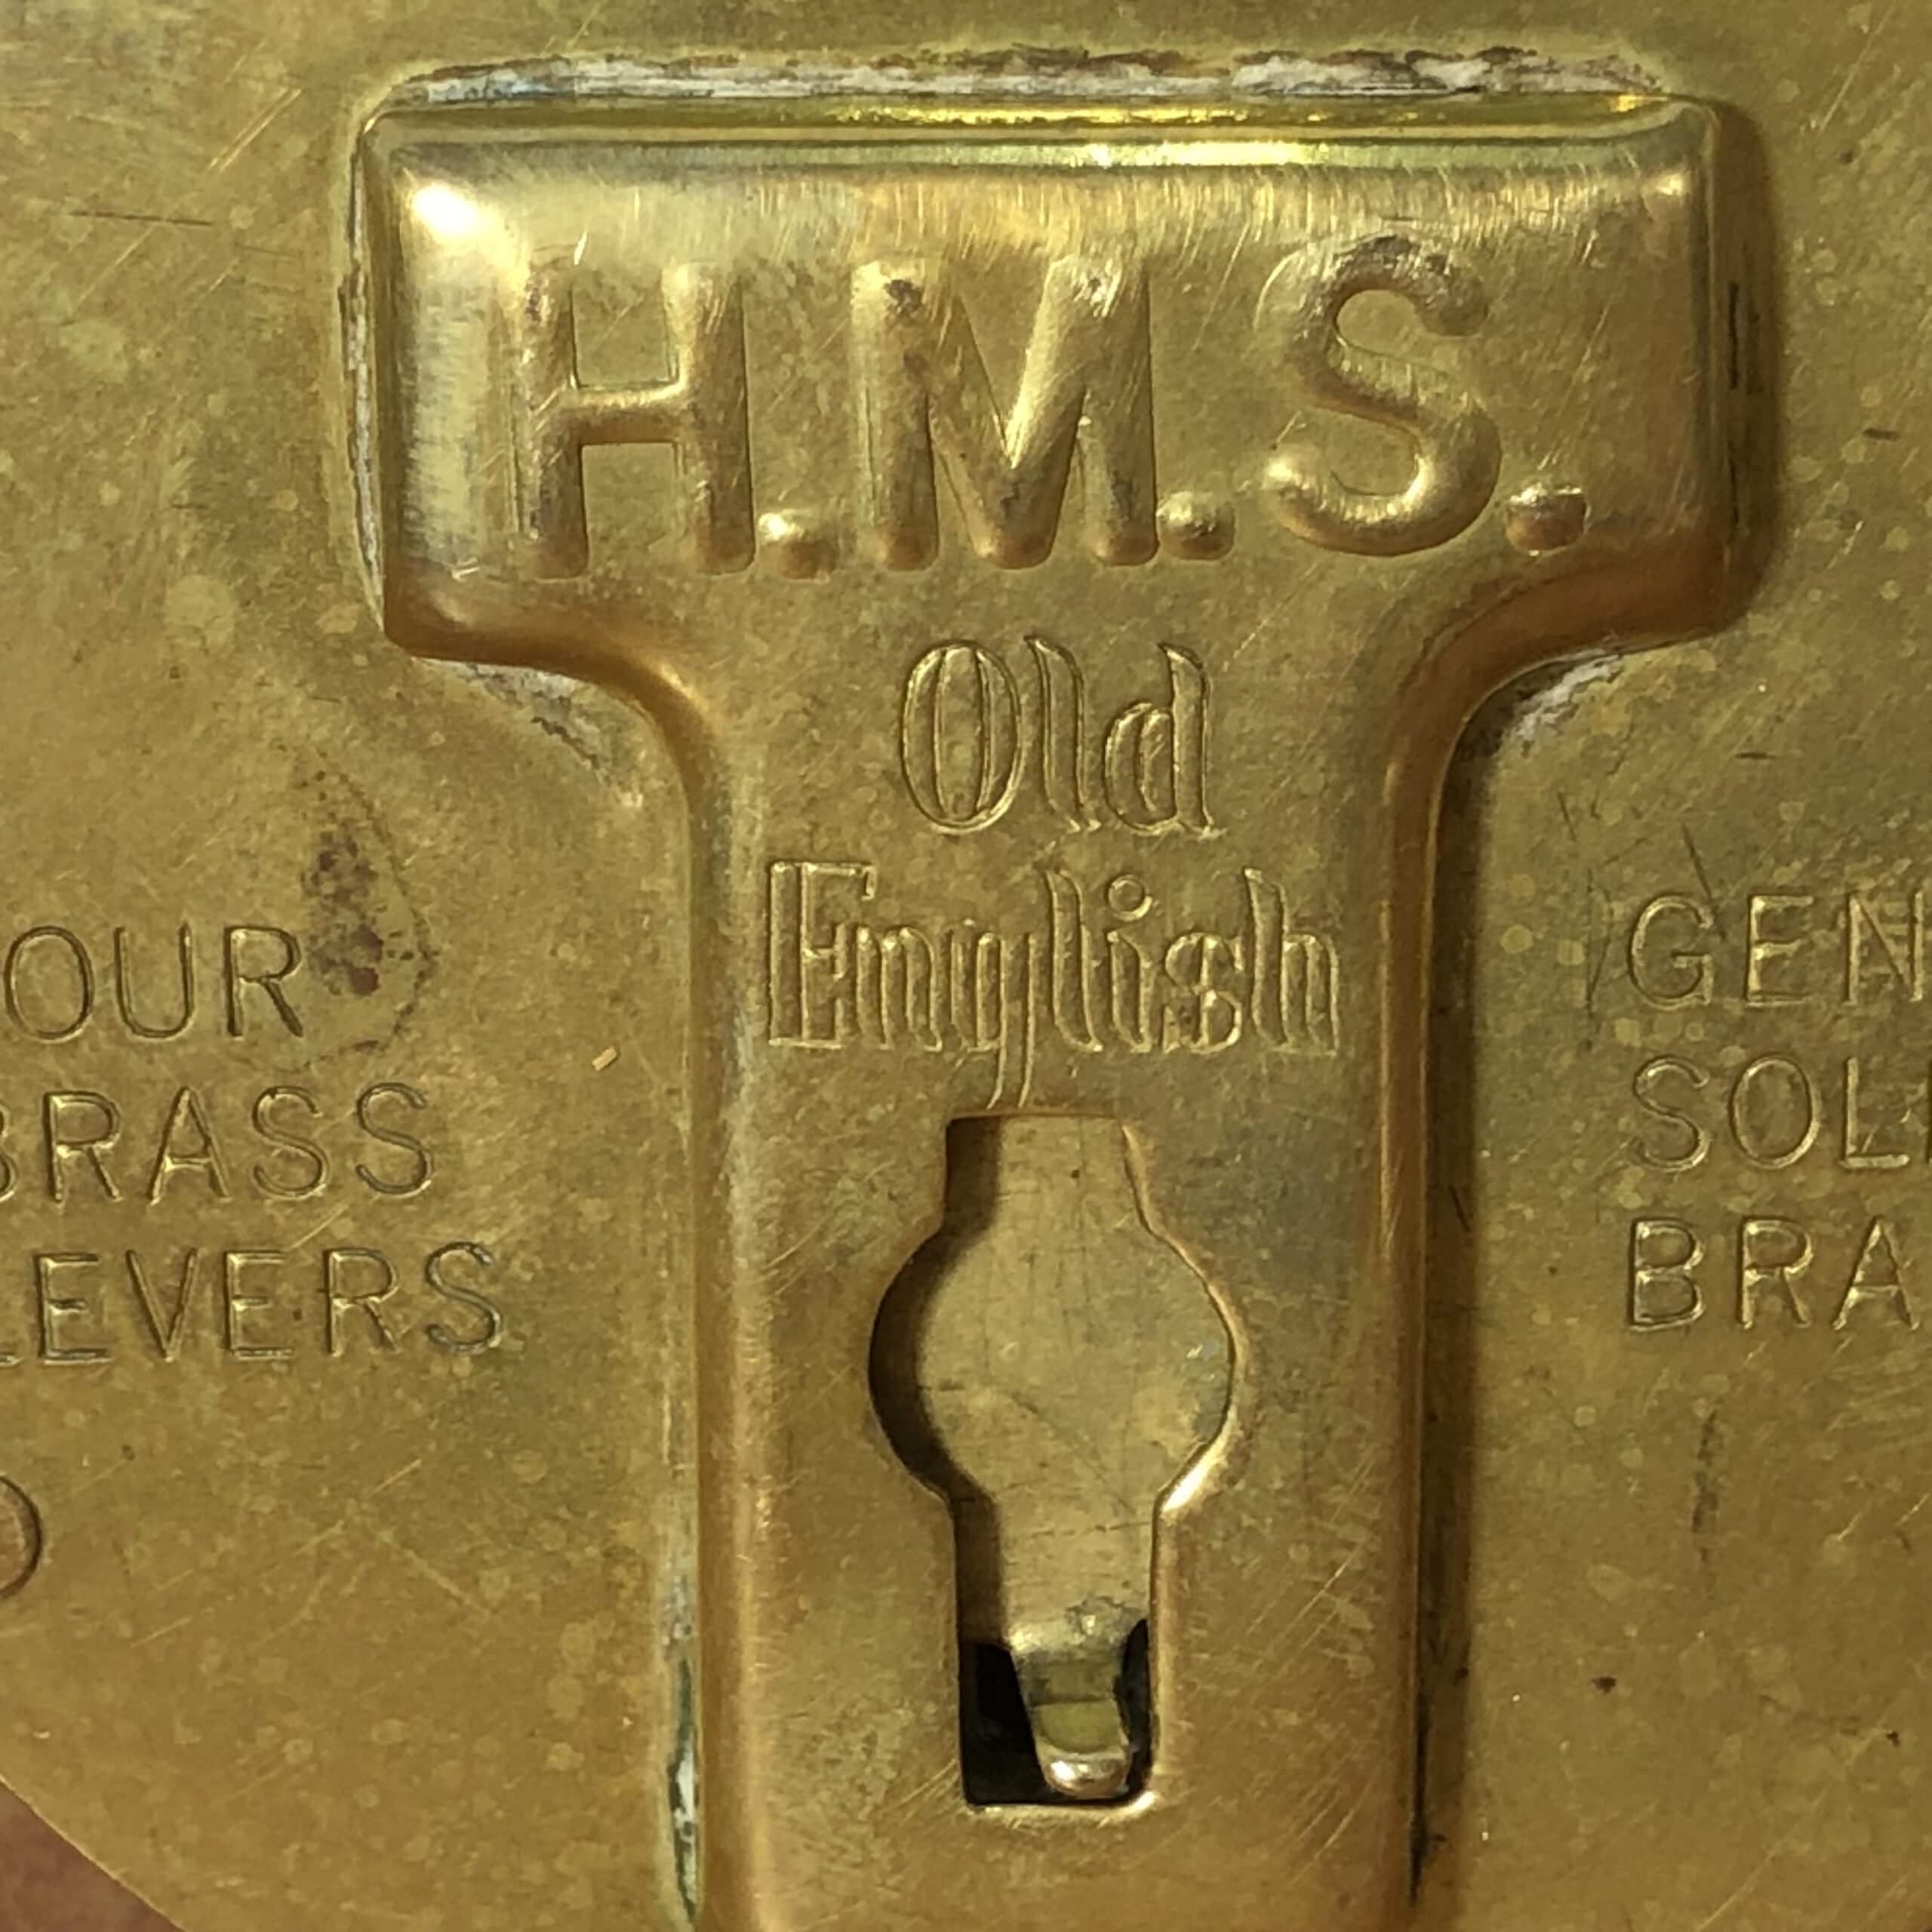 H.M.S.
Old
English
OUR
BRASS
LEVERS
GEN
SOL
BRA